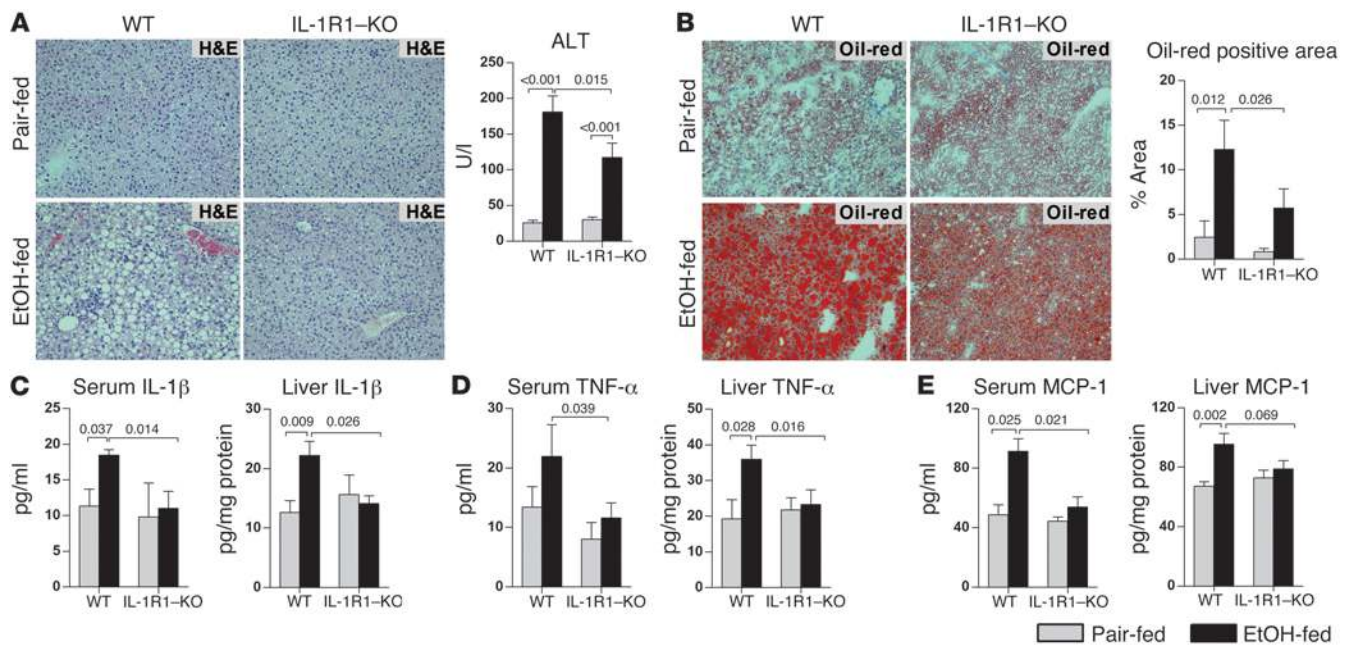 A
WT
IL-1R1–KO
Pair-fed
EtOH-fed
H&E
H&E
H&E
H&E
ALT
U/l
250
200
150
100
50
0
<0.001
0.015
<0.001
WT
IL-1R1–KO
B
WT
IL-1R1–KO
Pair-fed
EtOH-fed
Oil-red
Oil-red
Oil-red
Oil-red
Oil-red positive area
% Area
20
15
10
5
0
0.012
0.026
WT
IL-1R1–KO
C
Serum IL-1β
pg/ml
25
20
15
10
5
0
0.037
0.014
WT
IL-1R1–KO
Liver IL-1β
pg/mg protein
30
20
10
0
0.009
0.026
WT
IL-1R1–KO
D
Serum TNF-α
pg/ml
30
20
10
0
0.039
WT
IL-1R1–KO
Liver TNF-α
pg/mg protein
50
40
30
20
10
0
0.028
0.016
WT
IL-1R1–KO
E
Serum MCP-1
pg/ml
120
80
40
0
0.025
0.021
WT
IL-1R1–KO
Liver MCP-1
pg/mg protein
120
80
40
0
0.002
0.069
WT
IL-1R1–KO
Pair-fed
EtOH-fed